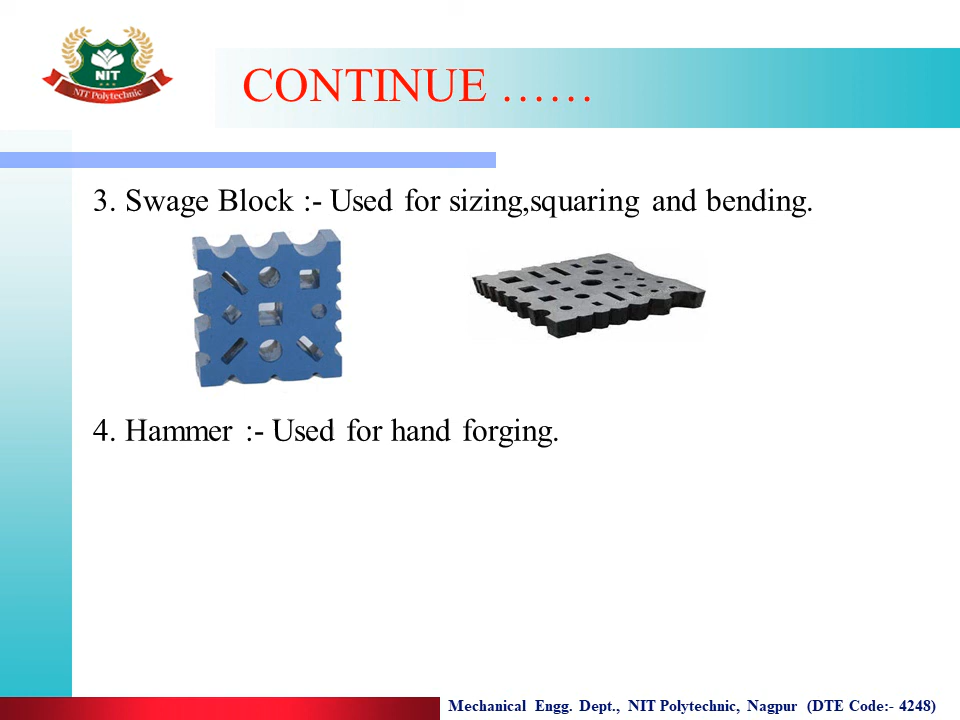 NIT
NIT Polytechnic
CONTINUE ……
3. Swage Block :- Used for sizing,squaring and bending.
4. Hammer :- Used for hand forging.
Mechanical Engg. Dept., NIT Polytechnic, Nagpur (DTE Code:- 4248)